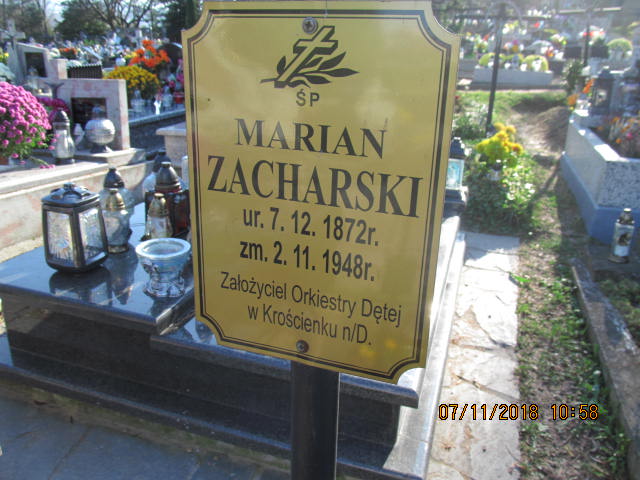 ŚP
MARIAN
ZACHARSKI
ur. 7. 12. 1872r.
zm. 2. 11. 1948r.
Założyciel Orkiestry Dętej
w Krościenku n/D.
07/11/2018 10:58